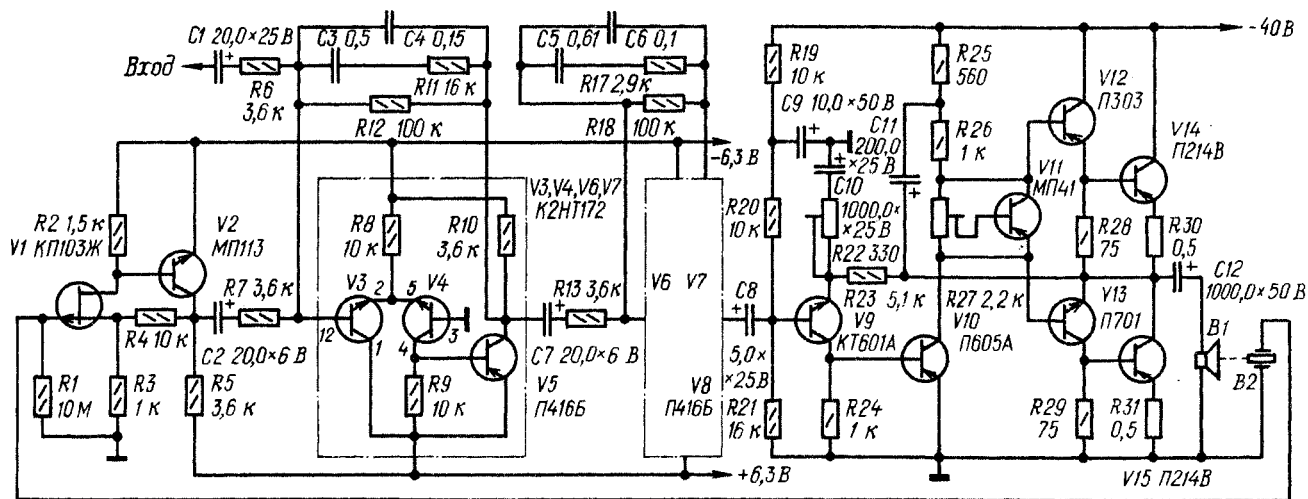 C1 20,0×25 В
C3 0,5
C4 0,15
C5 0,61
C6 0,1
Вход
R6
3,6 к
R11 16 к
R12 100 к
R17 2,9 к
R18 100 к
-6,3 В
-40 В
R19
10 к
C9 10,0×50 В
R25
560
V12
П303
C11
200,0
×25 В
R26
1 к
V14
П214В
V11
МП41
C10
1000,0×
×25 В
R20
10 к
R22 330
5,1 к
R28
75
R30
0,5
R2 1,5 к
V1 КП103Ж
V2
МП113
V3,V4,V6,V7
К2НТ172
R8
10 к
R10
3,6 к
R7 3,6 к
V3
2
5
V4
12
1
4
3
R13 3,6 к
V6
V7
C8
R23
V9
КТ601А
R27 2,2 к
V10
П605А
V13
П701
C12
1000,0×50 В
В1
В2
R4 10 к
C2 20,0×6 В
C7 20,0×6 В
5,0×
×25 В
R1
10 М
R3
1 к
R5
3,6 к
R9
10 к
V5
П416Б
V8
П416Б
R21
16 к
R24
1 к
R29
75
R31
0,5
+6,3 В
V15 П214В